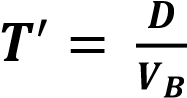 T′ = D/V_B